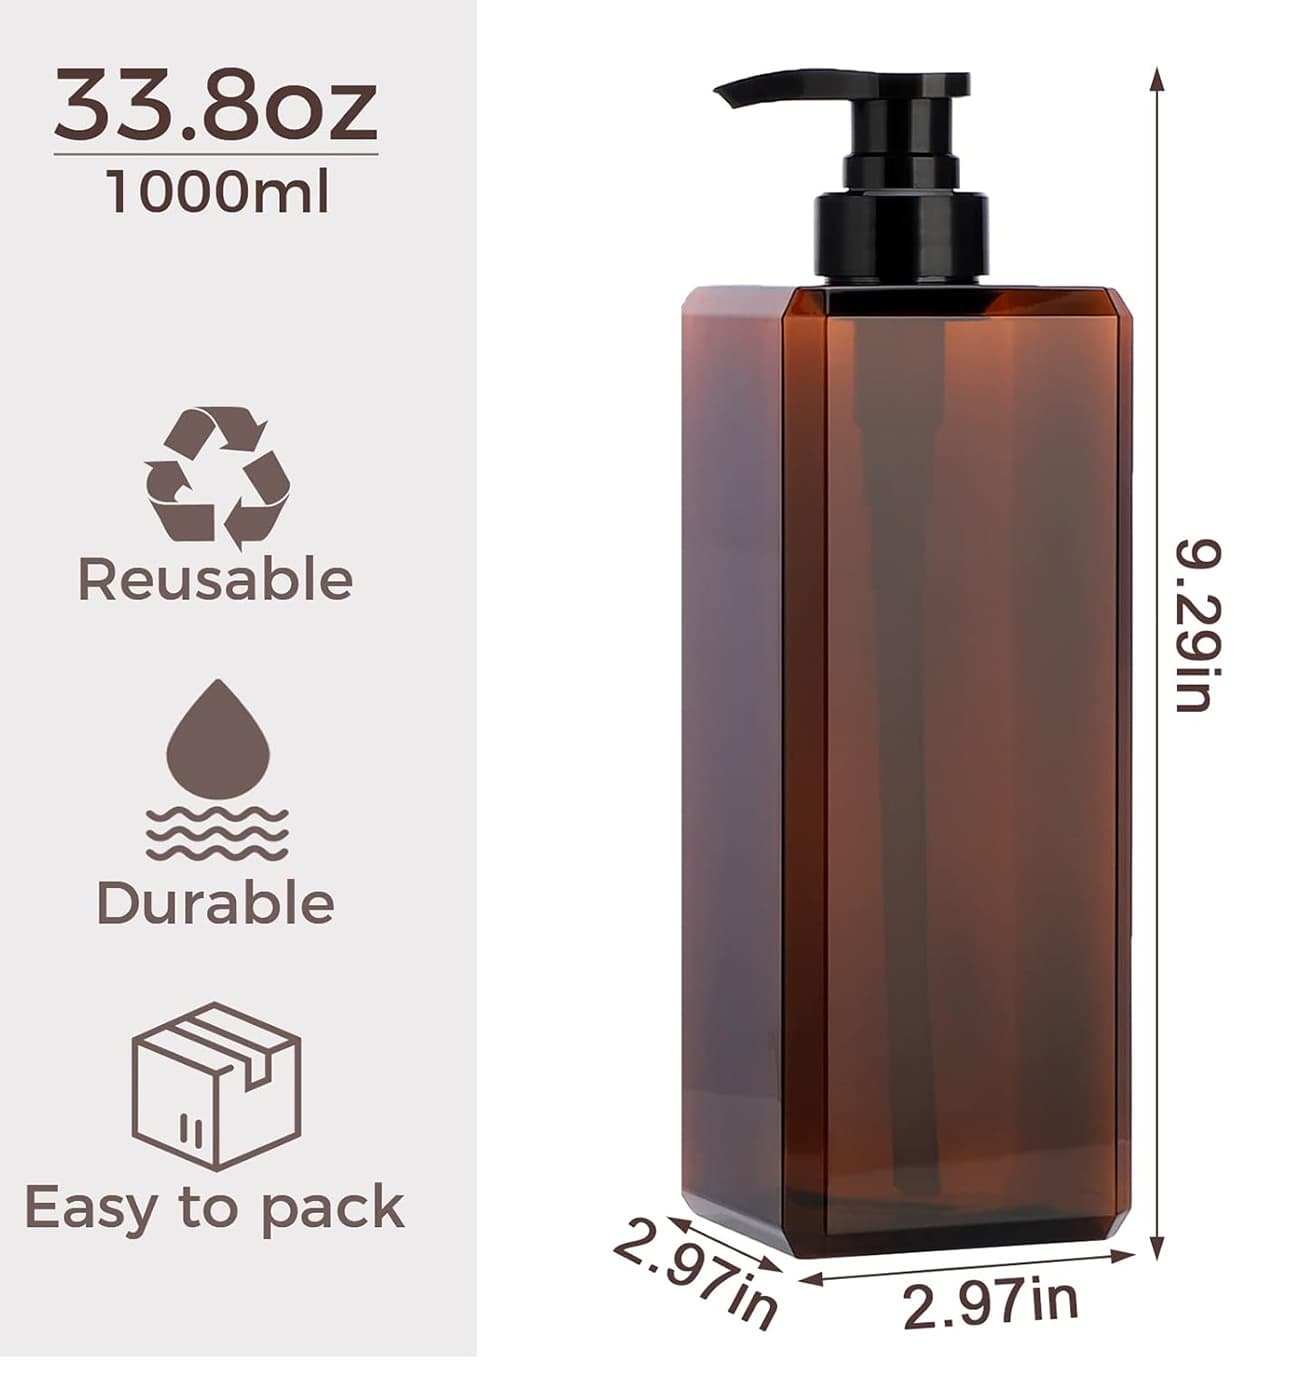 33.8oz
1000ml
Reusable
Durable
Easy to pack
9.29in
2.97in
2.97in